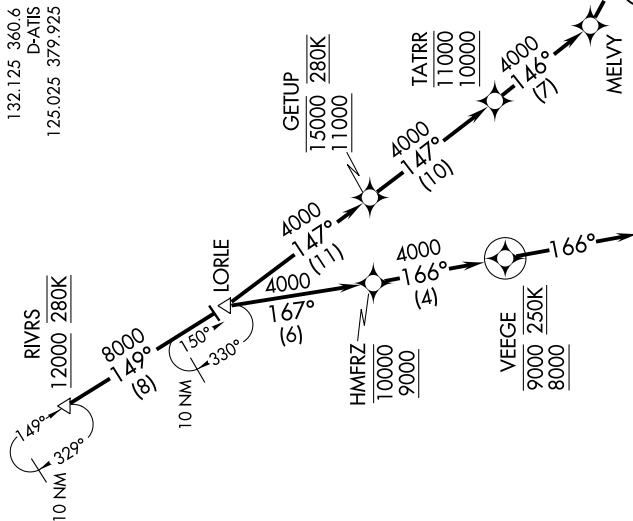 132.125 360.6
D-ATIS
125.025 379.925
RIVRS
12000 280K
149°
329°
10 NM
8000
149°
(8)
LORLE
150°
330°
10 NM
4000
147°
(11)
GETUP
15000 280K
11000
4000
147°
(10)
TATRR
11000
10000
4000
146°
(7)
MELVY
4000
167°
(6)
HMFRZ
10000
9000
4000
166°
(4)
VEEGE
9000 250K
8000
166°